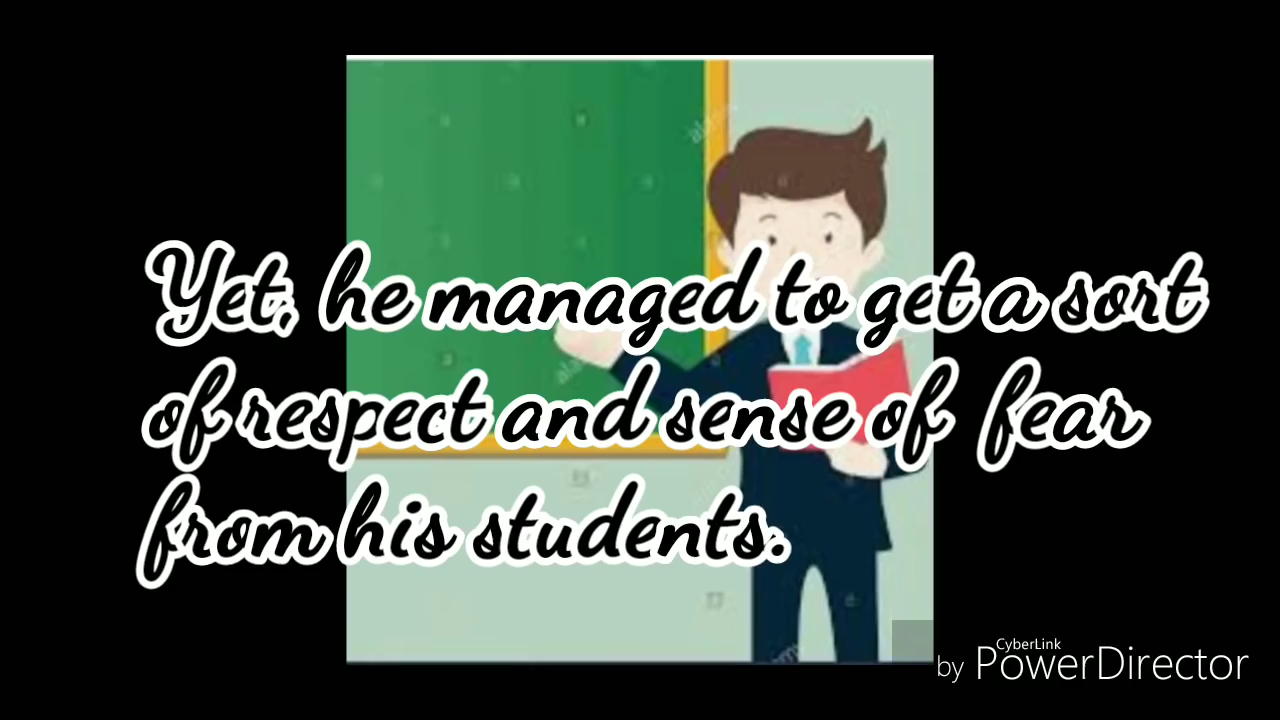 Yet, he managed to get a sort
of respect and sense of fear
from his students.
CyberLink
by PowerDirector